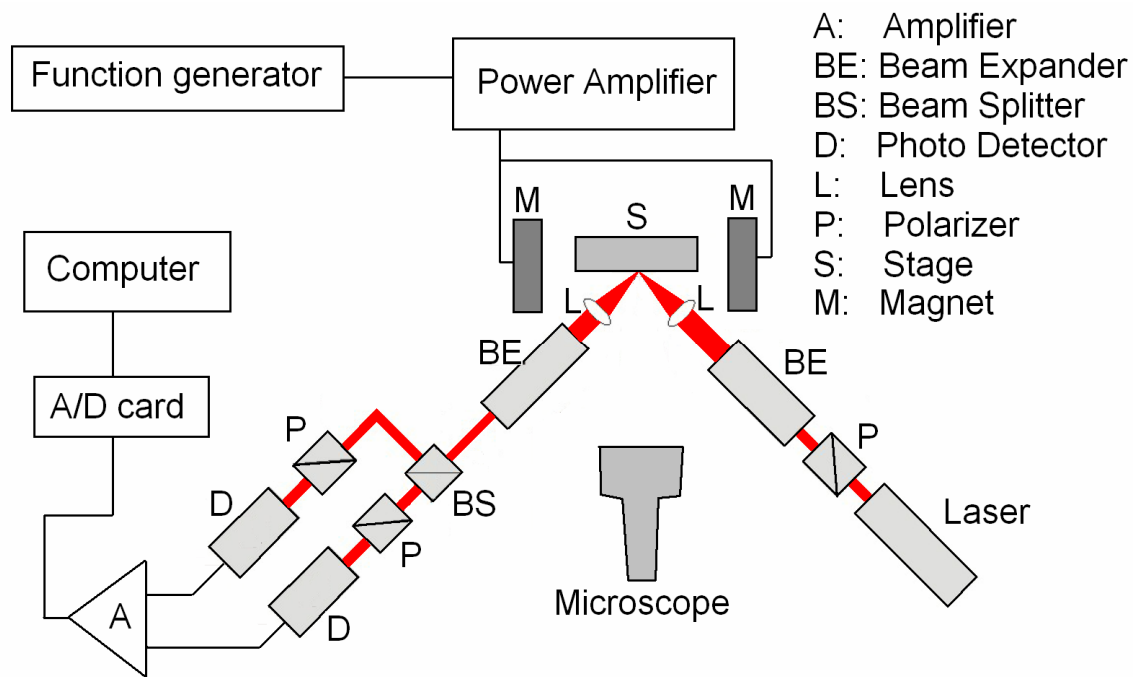 Function generator
Power Amplifier
A: Amplifier
BE: Beam Expander
BS: Beam Splitter
D: Photo Detector
L: Lens
P: Polarizer
S: Stage
M: Magnet
M
S
M
Computer
L
L
BE
BE
A/D card
P
P
D
BS
Laser
P
Microscope
A
D